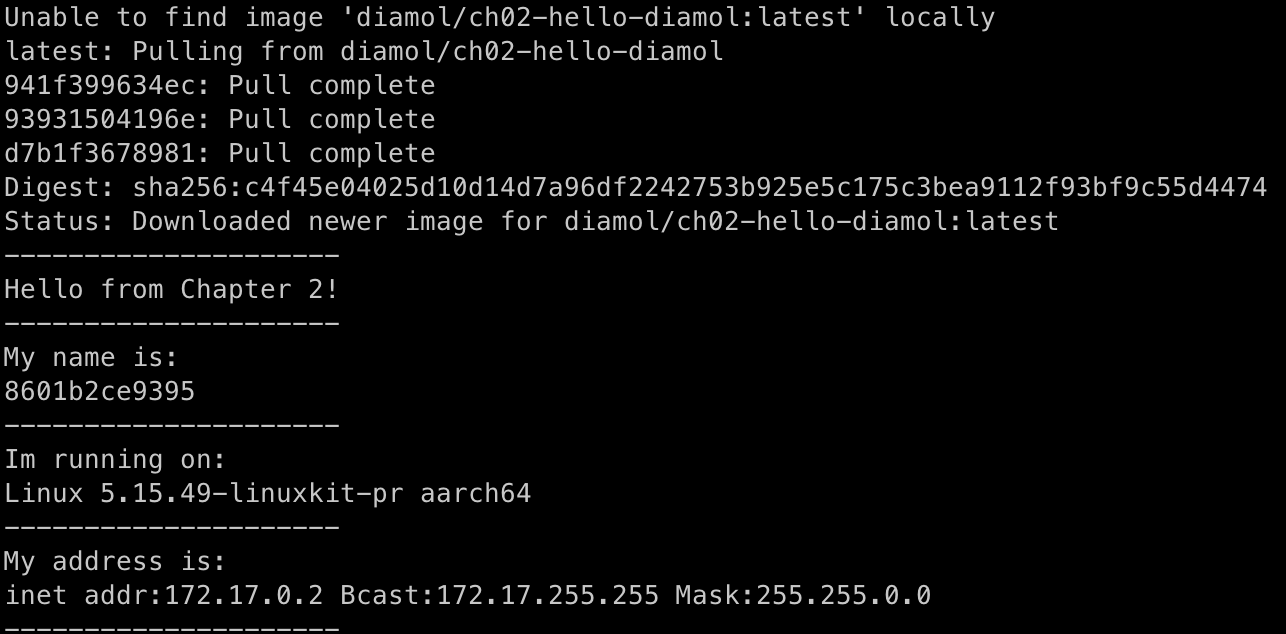 Unable to find image 'diamol/ch02-hello-diamol:latest' locally
latest: Pulling from diamol/ch02-hello-diamol
941f399634ec: Pull complete
93931504196e: Pull complete
d7b1f3678981: Pull complete
Digest: sha256:c4f45e04025d10d14d7a96df2242753b925e5c175c3bea9112f93bf9c55d4474
Status: Downloaded newer image for diamol/ch02-hello-diamol:latest
---------------------
Hello from Chapter 2!
---------------------
My name is:
8601b2ce9395
---------------------
Im running on:
Linux 5.15.49-linuxkit-pr aarch64
---------------------
My address is:
inet addr:172.17.0.2 Bcast:172.17.255.255 Mask:255.255.0.0
---------------------